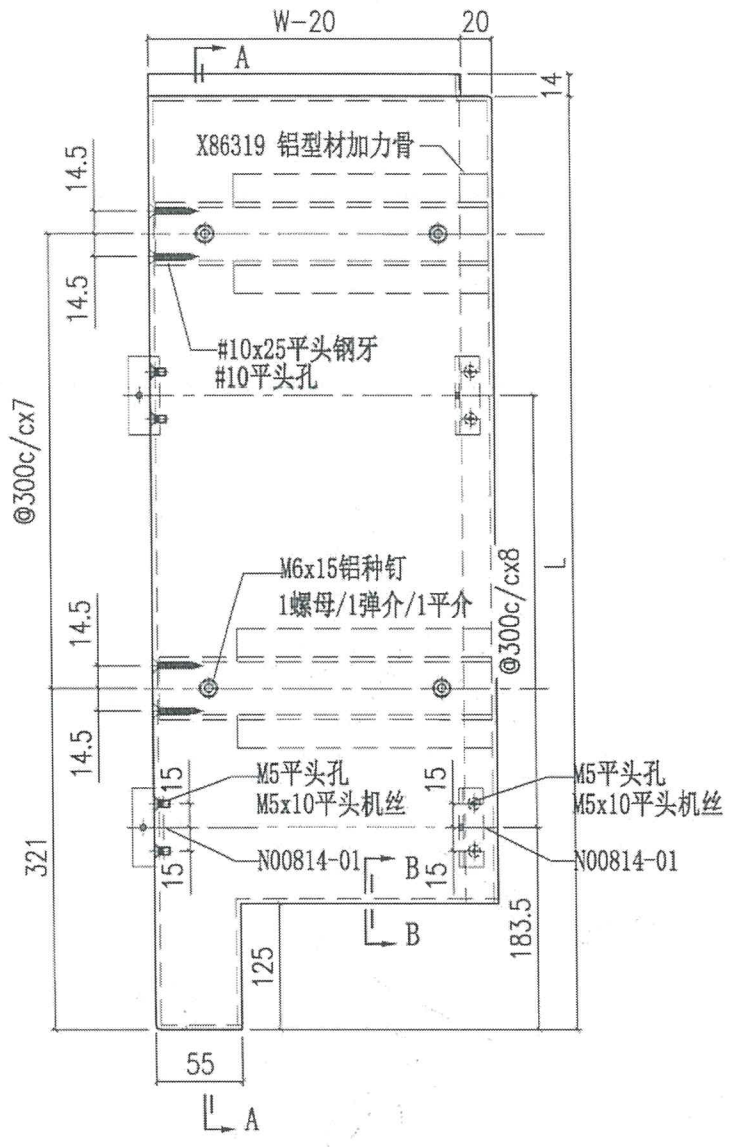 W-20
20
A
14
X86319 铝型材加力骨
14.5
14.5
#10x25平头钢牙
#10平头孔
@300c/cx7
M6x15铝种钉
1螺母/1弹介/1平介
@300c/cx8
L
14.5
14.5
15
M5平头孔
M5x10平头机丝
15
M5平头孔
M5x10平头机丝
321
15
N00814-01
15
N00814-01
B
B
183.5
125
55
A